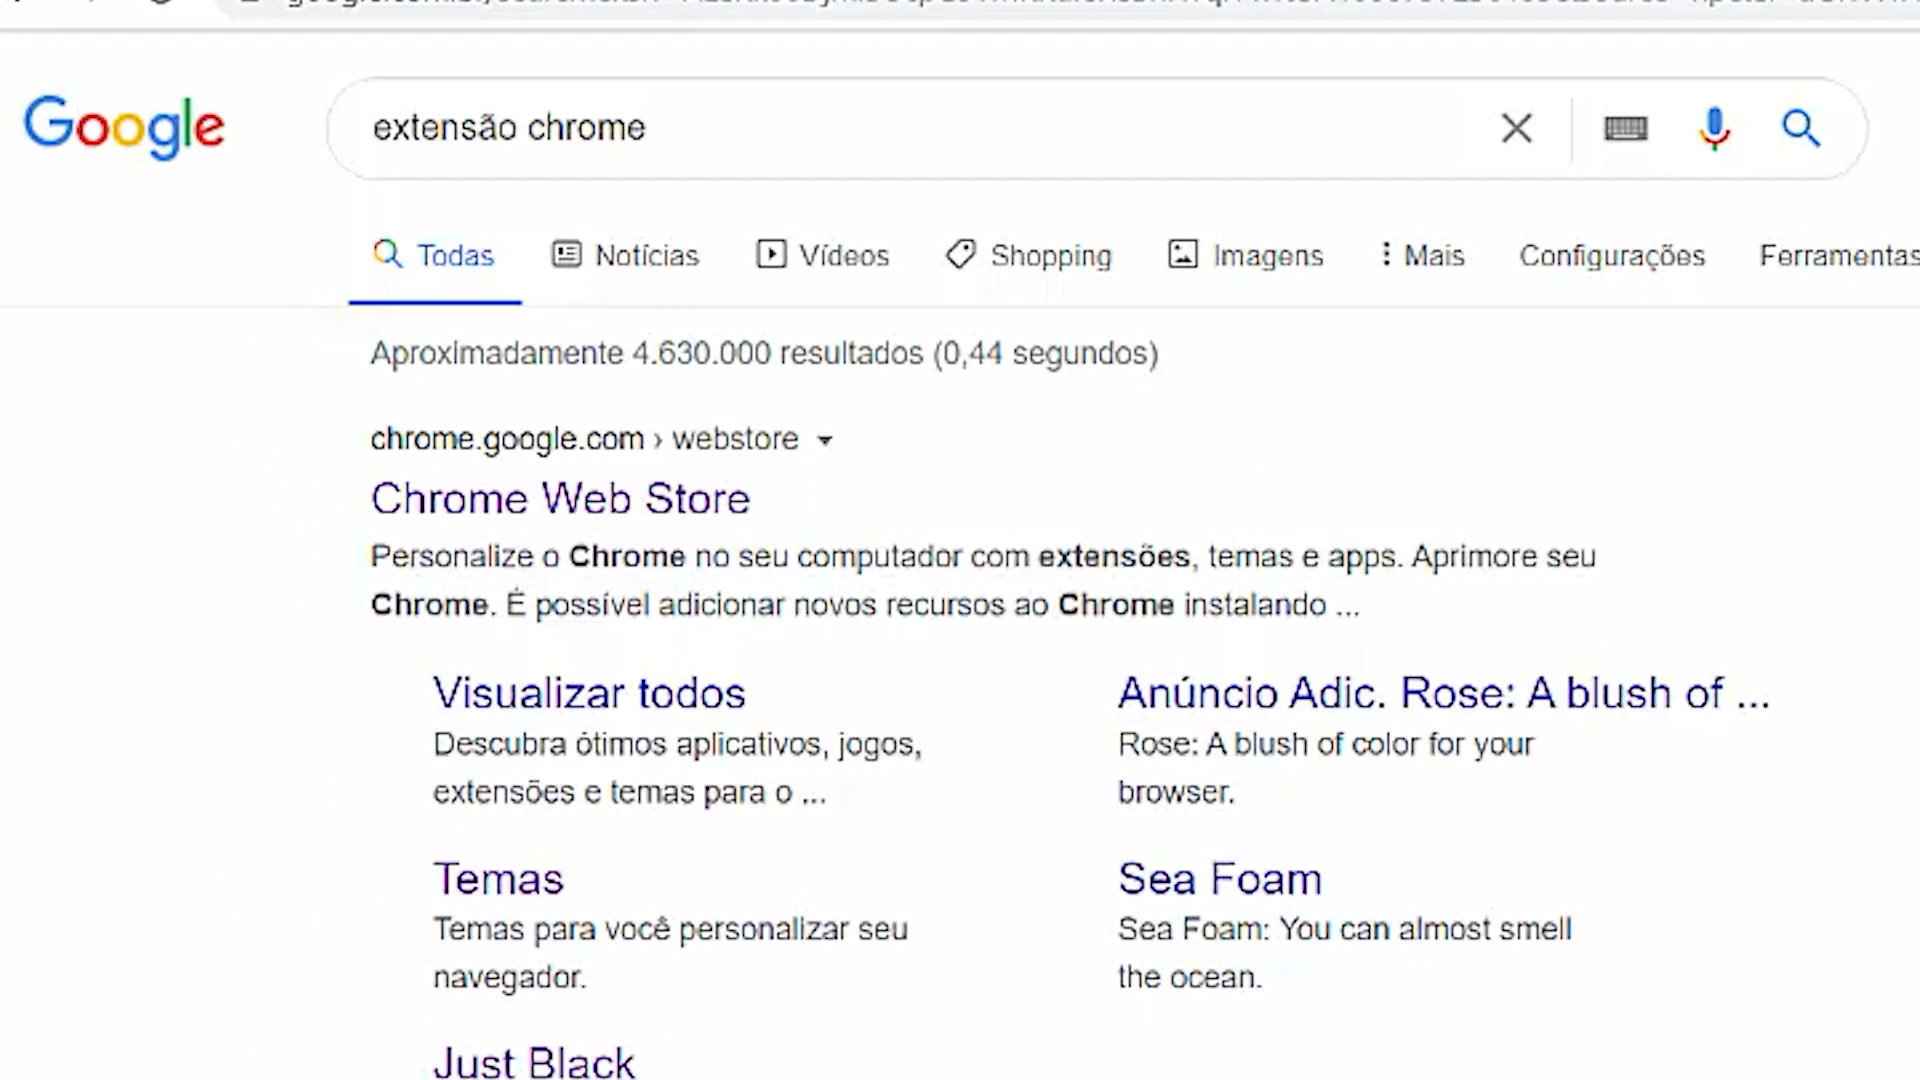 Google
extensão chrome
Todas Notícias Vídeos Shopping Imagens Mais Configurações Ferramentas
Aproximadamente 4.630.000 resultados (0,44 segundos)
chrome.google.com › webstore
Chrome Web Store
Personalize o Chrome no seu computador com extensões, temas e apps. Aprimore seu
Chrome. É possível adicionar novos recursos ao Chrome instalando ...
Visualizar todos
Descubra ótimos aplicativos, jogos,
extensões e temas para o ...
Anúncio Adic. Rose: A blush of ...
Rose: A blush of color for your
browser.
Temas
Temas para você personalizar seu
navegador.
Sea Foam
Sea Foam: You can almost smell
the ocean.
Just Black